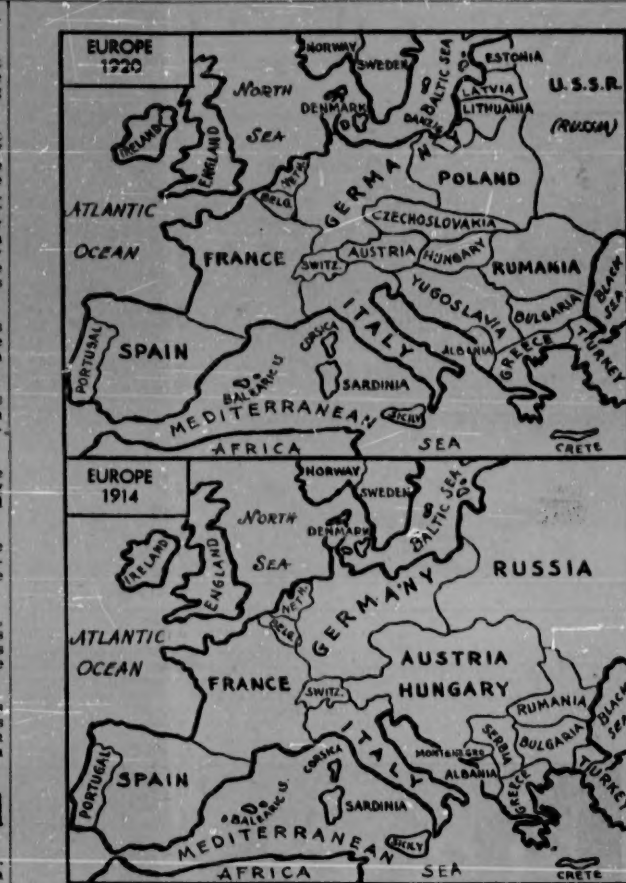 EUROPE
1920
NORWAY
SWEDEN
BALTIC SEA
ESTONIA
LATVIA
LITHUANIA
U.S.S.R.
(RUSSIA)
NORTH
SEA
DENMARK
DANZIG
IRELAND
ENGLAND
NETH.
BELG.
GERMANY
POLAND
ATLANTIC
OCEAN
CZECHOSLOVAKIA
FRANCE
SWITZ.
AUSTRIA
HUNGARY
RUMANIA
BLACK
SEA
YUGOSLAVIA
BULGARIA
ITALY
PORTUGAL
SPAIN
CORSICA
ALBANIA
GREECE
TURKEY
BALEARIC IS.
SARDINIA
MEDITERRANEAN
SICILY
AFRICA
SEA
CRETE
EUROPE
1914
NORWAY
SWEDEN
BALTIC SEA
NORTH
SEA
DENMARK
IRELAND
ENGLAND
NETH.
BELG.
GERMANY
RUSSIA
ATLANTIC
OCEAN
AUSTRIA
HUNGARY
FRANCE
SWITZ.
RUMANIA
BLACK
SEA
ITALY
MONTENEGRO
SERBIA
BULGARIA
PORTUGAL
SPAIN
CORSICA
ALBANIA
GREECE
TURKEY
BALEARIC IS.
SARDINIA
MEDITERRANEAN
SICILY
AFRICA
SEA
CRETE